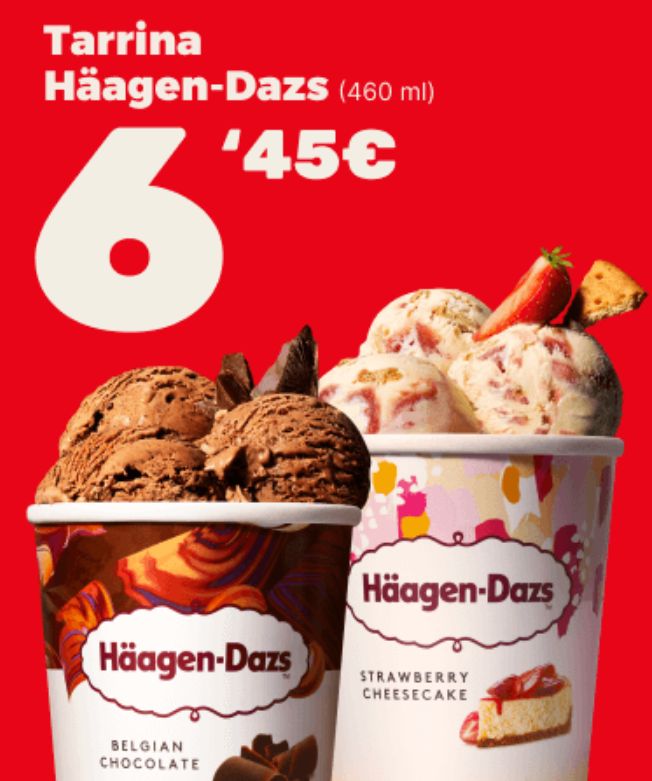 Tarrina
Häagen-Dazs (460 ml)
6‘45€
Häagen-Dazs
STRAWBERRY
CHEESECAKE
Häagen-Dazs
BELGIAN
CHOCOLATE